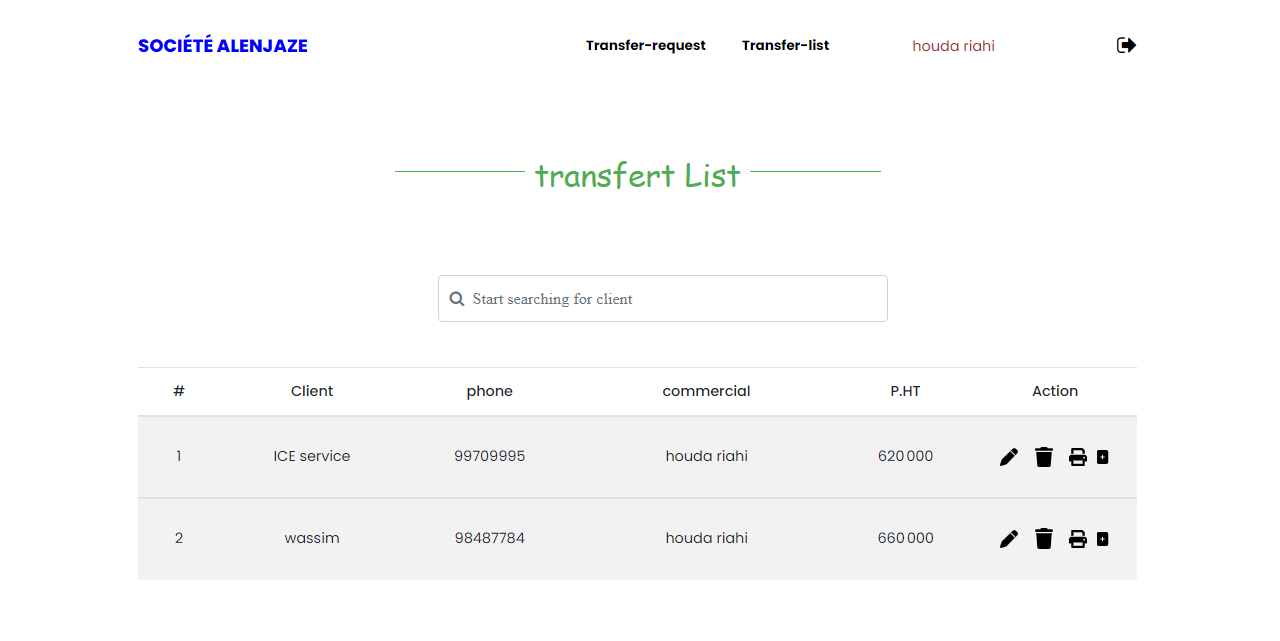 SOCIÉTÉ ALENJAZE Transfer-request Transfer-list houda riahi
transfert List
Start searching for client
# Client phone commercial P.HT Action
1 ICE service 99709995 houda riahi 620 000
2 wassim 98487784 houda riahi 660 000